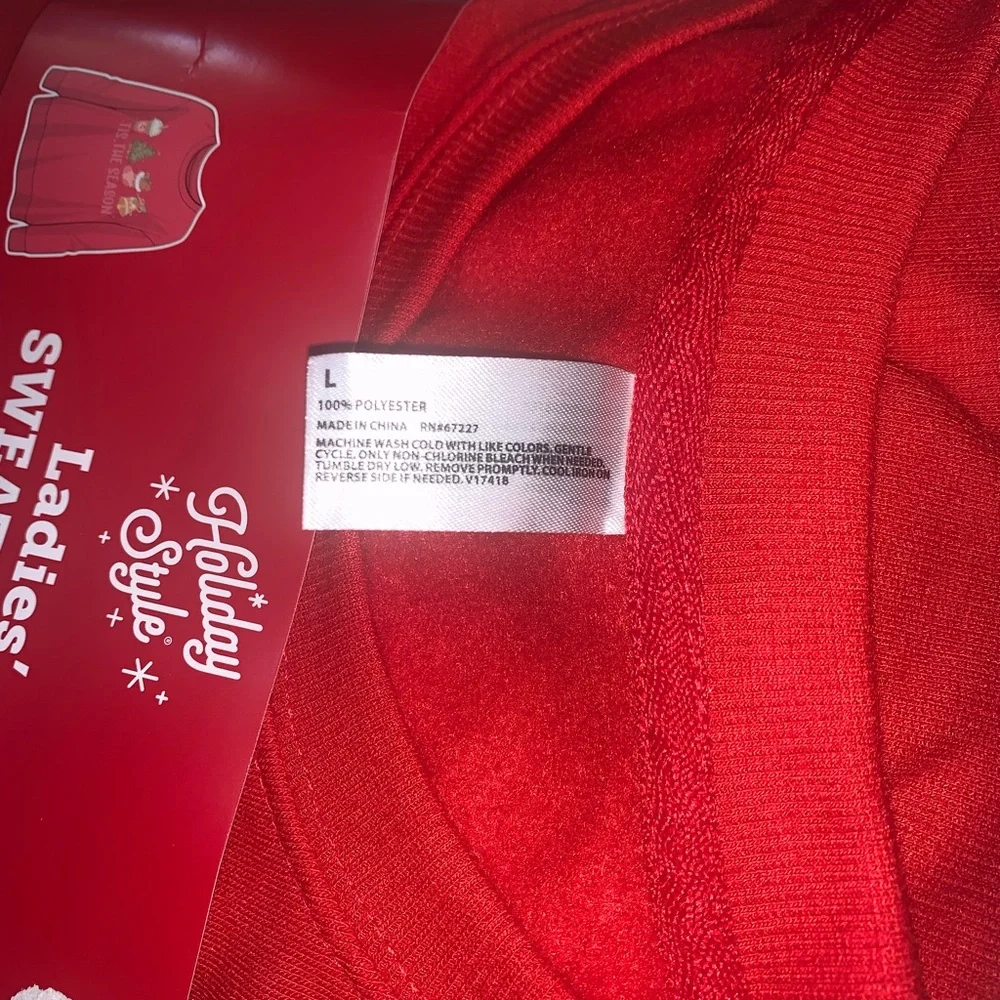 L
100% POLYESTER
MADE IN CHINA RN#67227
MACHINE WASH COLD WITH LIKE COLORS, GENTLE
CYCLE. ONLY NON-CHLORINE BLEACH WHEN NEEDED.
TUMBLE DRY LOW. REMOVE PROMPTLY. COOL IRON ON
REVERSE SIDE IF NEEDED. V17418
Holiday
Style®
Ladies'
'TIS THE SEASON